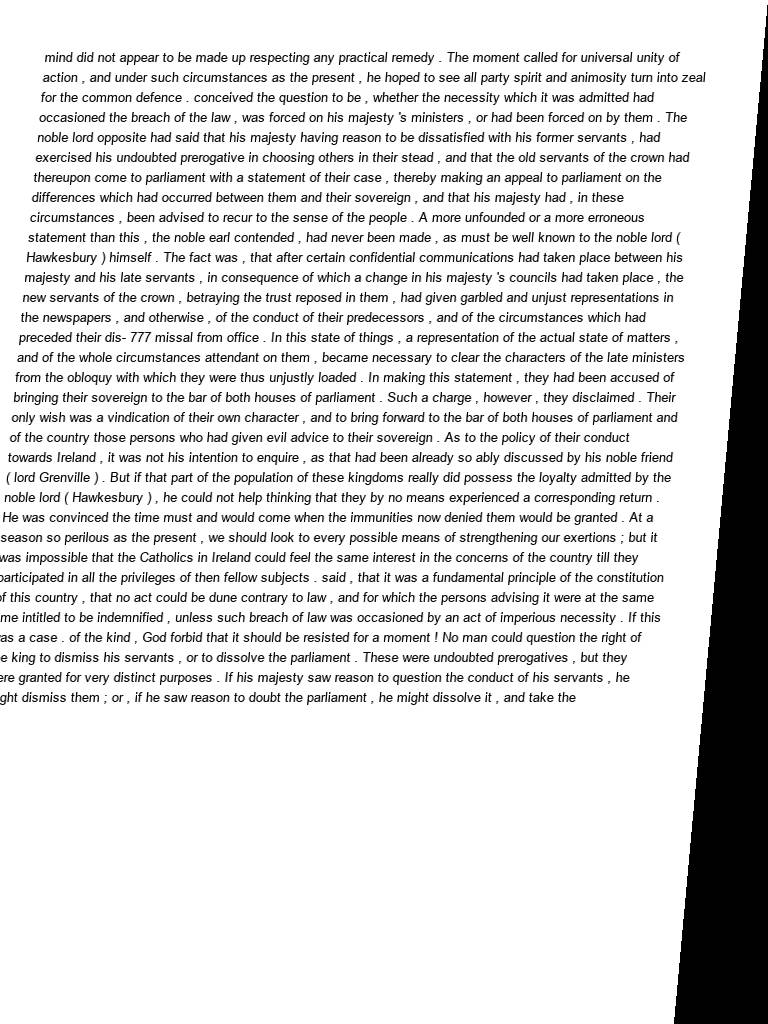 mind did not appear to be made up respecting any practical remedy . The moment called for universal unity of
action , and under such circumstances as the present , he hoped to see all party spirit and animosity turn into zeal
for the common defence . conceived the question to be , whether the necessity which it was admitted had
occasioned the breach of the law , was forced on his majesty 's ministers , or had been forced on by them . The
noble lord opposite had said that his majesty having reason to be dissatisfied with his former servants , had
exercised his undoubted prerogative in choosing others in their stead , and that the old servants of the crown had
thereupon come to parliament with a statement of their case , thereby making an appeal to parliament on the
differences which had occurred between them and their sovereign , and that his majesty had , in these
circumstances , been advised to recur to the sense of the people . A more unfounded or a more erroneous
statement than this , the noble earl contended , had never been made , as must be well known to the noble lord (
Hawkesbury ) himself . The fact was , that after certain confidential communications had taken place between his
majesty and his late servants , in consequence of which a change in his majesty 's councils had taken place , the
new servants of the crown , betraying the trust reposed in them , had given garbled and unjust representations in
the newspapers , and otherwise , of the conduct of their predecessors , and of the circumstances which had
preceded their dis- 777 missal from office . In this state of things , a representation of the actual state of matters ,
and of the whole circumstances attendant on them , became necessary to clear the characters of the late ministers
from the obloquy with which they were thus unjustly loaded . In making this statement , they had been accused of
bringing their sovereign to the bar of both houses of parliament . Such a charge , however , they disclaimed . Their
only wish was a vindication of their own character , and to bring forward to the bar of both houses of parliament and
of the country those persons who had given evil advice to their sovereign . As to the policy of their conduct
towards Ireland , it was not his intention to enquire , as that had been already so ably discussed by his noble friend
( lord Grenville ) . But if that part of the population of these kingdoms really did possess the loyalty admitted by the
noble lord ( Hawkesbury ) , he could not help thinking that they by no means experienced a corresponding return .
He was convinced the time must and would come when the immunities now denied them would be granted . At a
season so perilous as the present , we should look to every possible means of strengthening our exertions ; but it
was impossible that the Catholics in Ireland could feel the same interest in the concerns of the country till they
participated in all the privileges of then fellow subjects . said , that it was a fundamental principle of the constitution
of this country , that no act could be dune contrary to law , and for which the persons advising it were at the same
me intitled to be indemnified , unless such breach of law was occasioned by an act of imperious necessity . If this
as a case . of the kind , God forbid that it should be resisted for a moment ! No man could question the right of
e king to dismiss his servants , or to dissolve the parliament . These were undoubted prerogatives , but they
ere granted for very distinct purposes . If his majesty saw reason to question the conduct of his servants , he
ght dismiss them ; or , if he saw reason to doubt the parliament , he might dissolve it , and take the